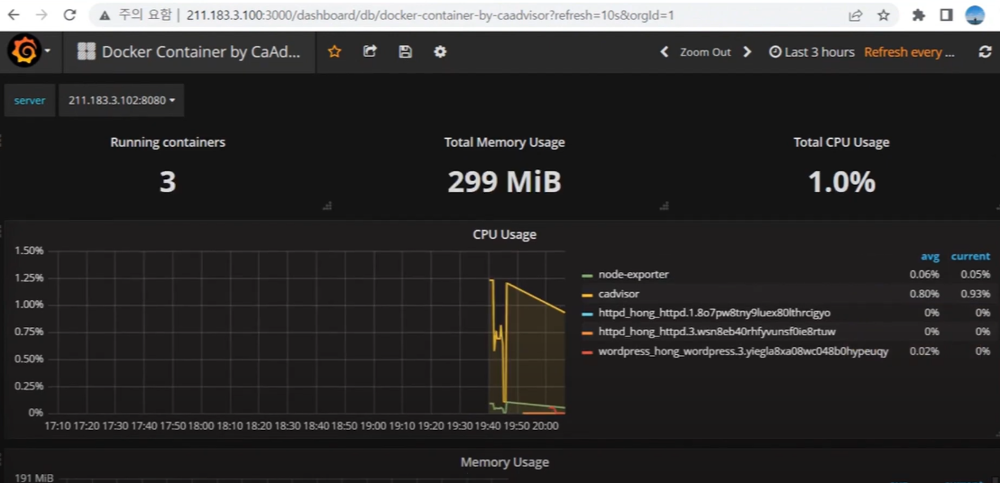 주의 요함 | 211.183.3.100:3000/dashboard/db/docker-container-by-caadvisor?refresh=10s&orgId=1
Docker Container by CaAd... Zoom Out Last 3 hours Refresh every ...
server 211.183.3.102:8080
Running containers Total Memory Usage Total CPU Usage
3 299 MiB 1.0%
CPU Usage
avg current
node-exporter 0.06% 0.05%
cadvisor 0.80% 0.93%
httpd_hong_httpd.1.8o7pw8tny9luex80lthrcigyo 0% 0%
httpd_hong_httpd.3.wsn8eb40rhfyvunsf0ie8rtuw 0% 0%
wordpress_hong_wordpress.3.yiegla8xa08wc048b0hypeuqy 0.02% 0%
1.50%
1.25%
1.00%
0.75%
0.50%
0.25%
0%
17:10 17:20 17:30 17:40 17:50 18:00 18:10 18:20 18:30 18:40 18:50 19:00 19:10 19:20 19:30 19:40 19:50 20:00
Memory Usage
191 MiB